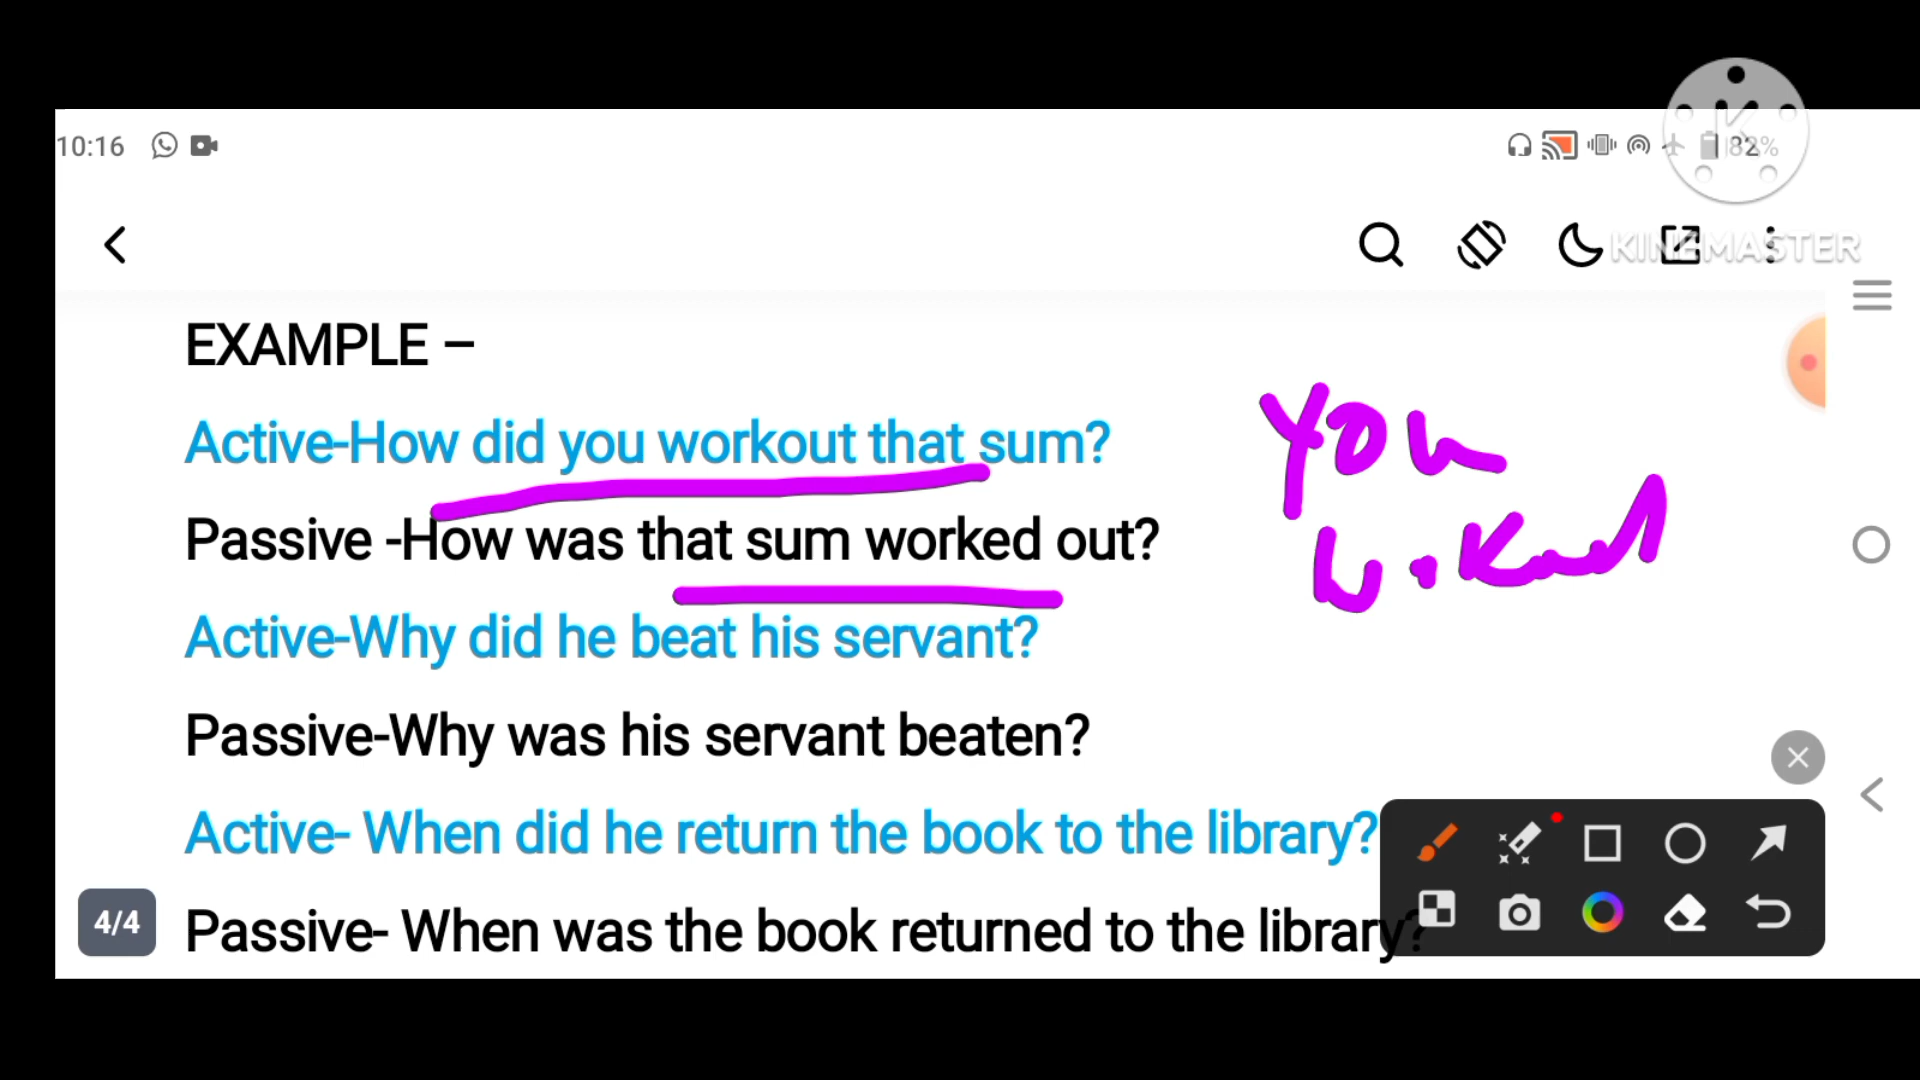 10:16
82%
KINEMASTER
EXAMPLE –
Active-How did you workout that sum?
you
Passive -How was that sum worked out?
Active-Why did he beat his servant?
Passive-Why was his servant beaten?
Active- When did he return the book to the library?
4/4
Passive- When was the book returned to the library?